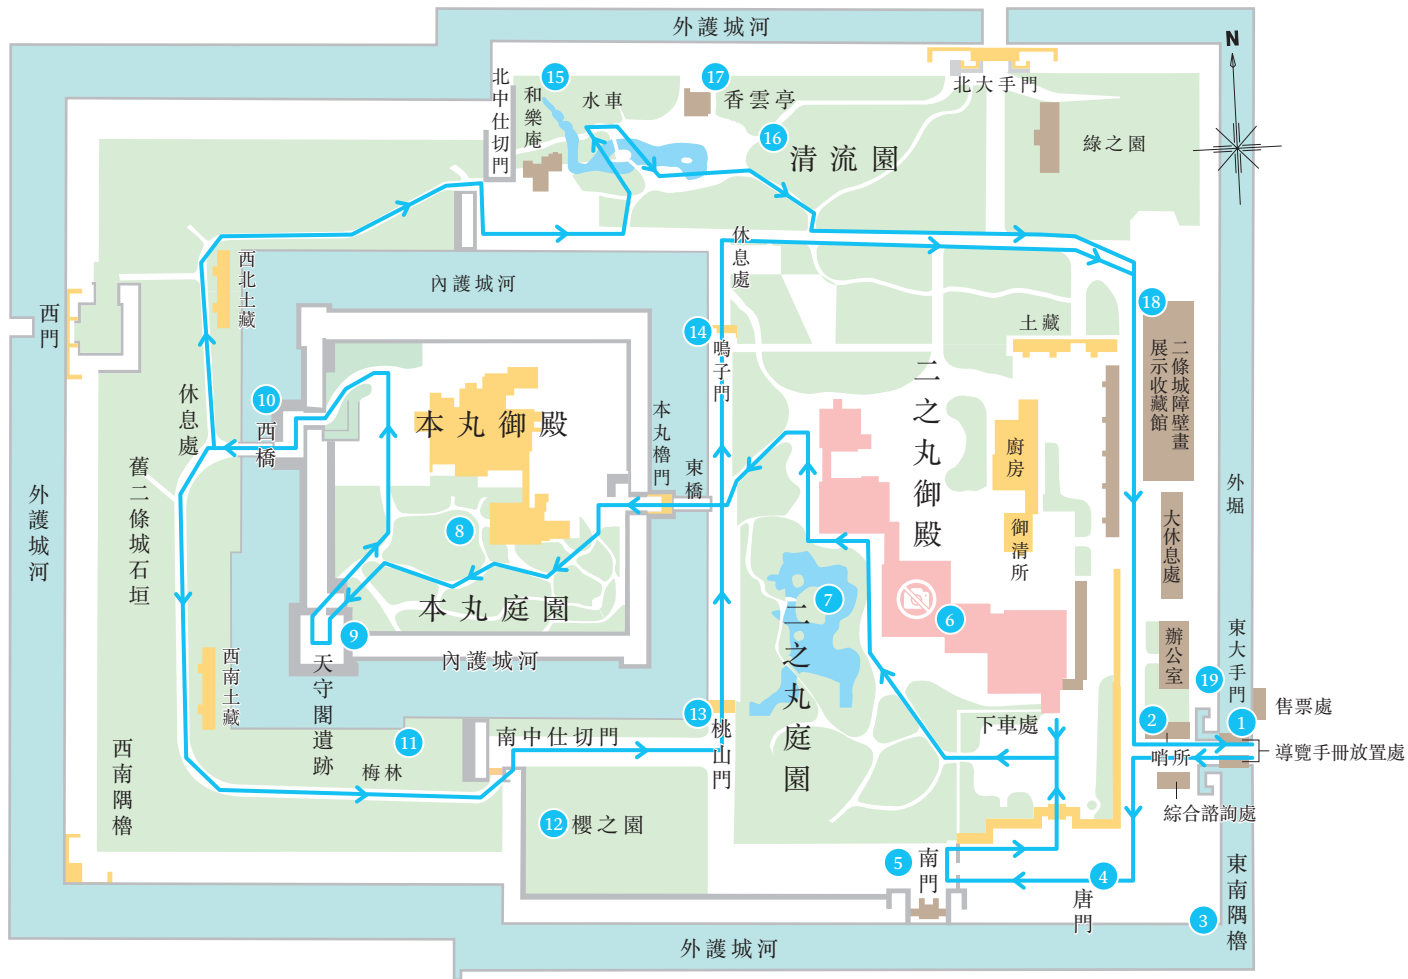 外護城河
N
北大手門
北中仕切門
15
和樂庵
水車
17
香雲亭
16
清流園
綠之園
休息處
西北土藏
內護城河
西門
14
鳴子門
土藏
18
二條城障壁畫
展示收藏館
休息處
10
西橋
本丸御殿
本丸櫓門
東橋
二之丸御殿
廚房
御清所
大休息處
外堀
外護城河
舊二條城石垣
8
本丸庭園
9
天守閣遺跡
內護城河
7
二之丸庭園
6
辦公室
東大手門
19
西南土藏
13
桃山門
下車處
2
哨所
1
售票處
導覽手冊放置處
綜合諮詢處
西南隅櫓
11
梅林
南中仕切門
12
櫻之園
5
南門
4
唐門
3
東南隅櫓
外護城河